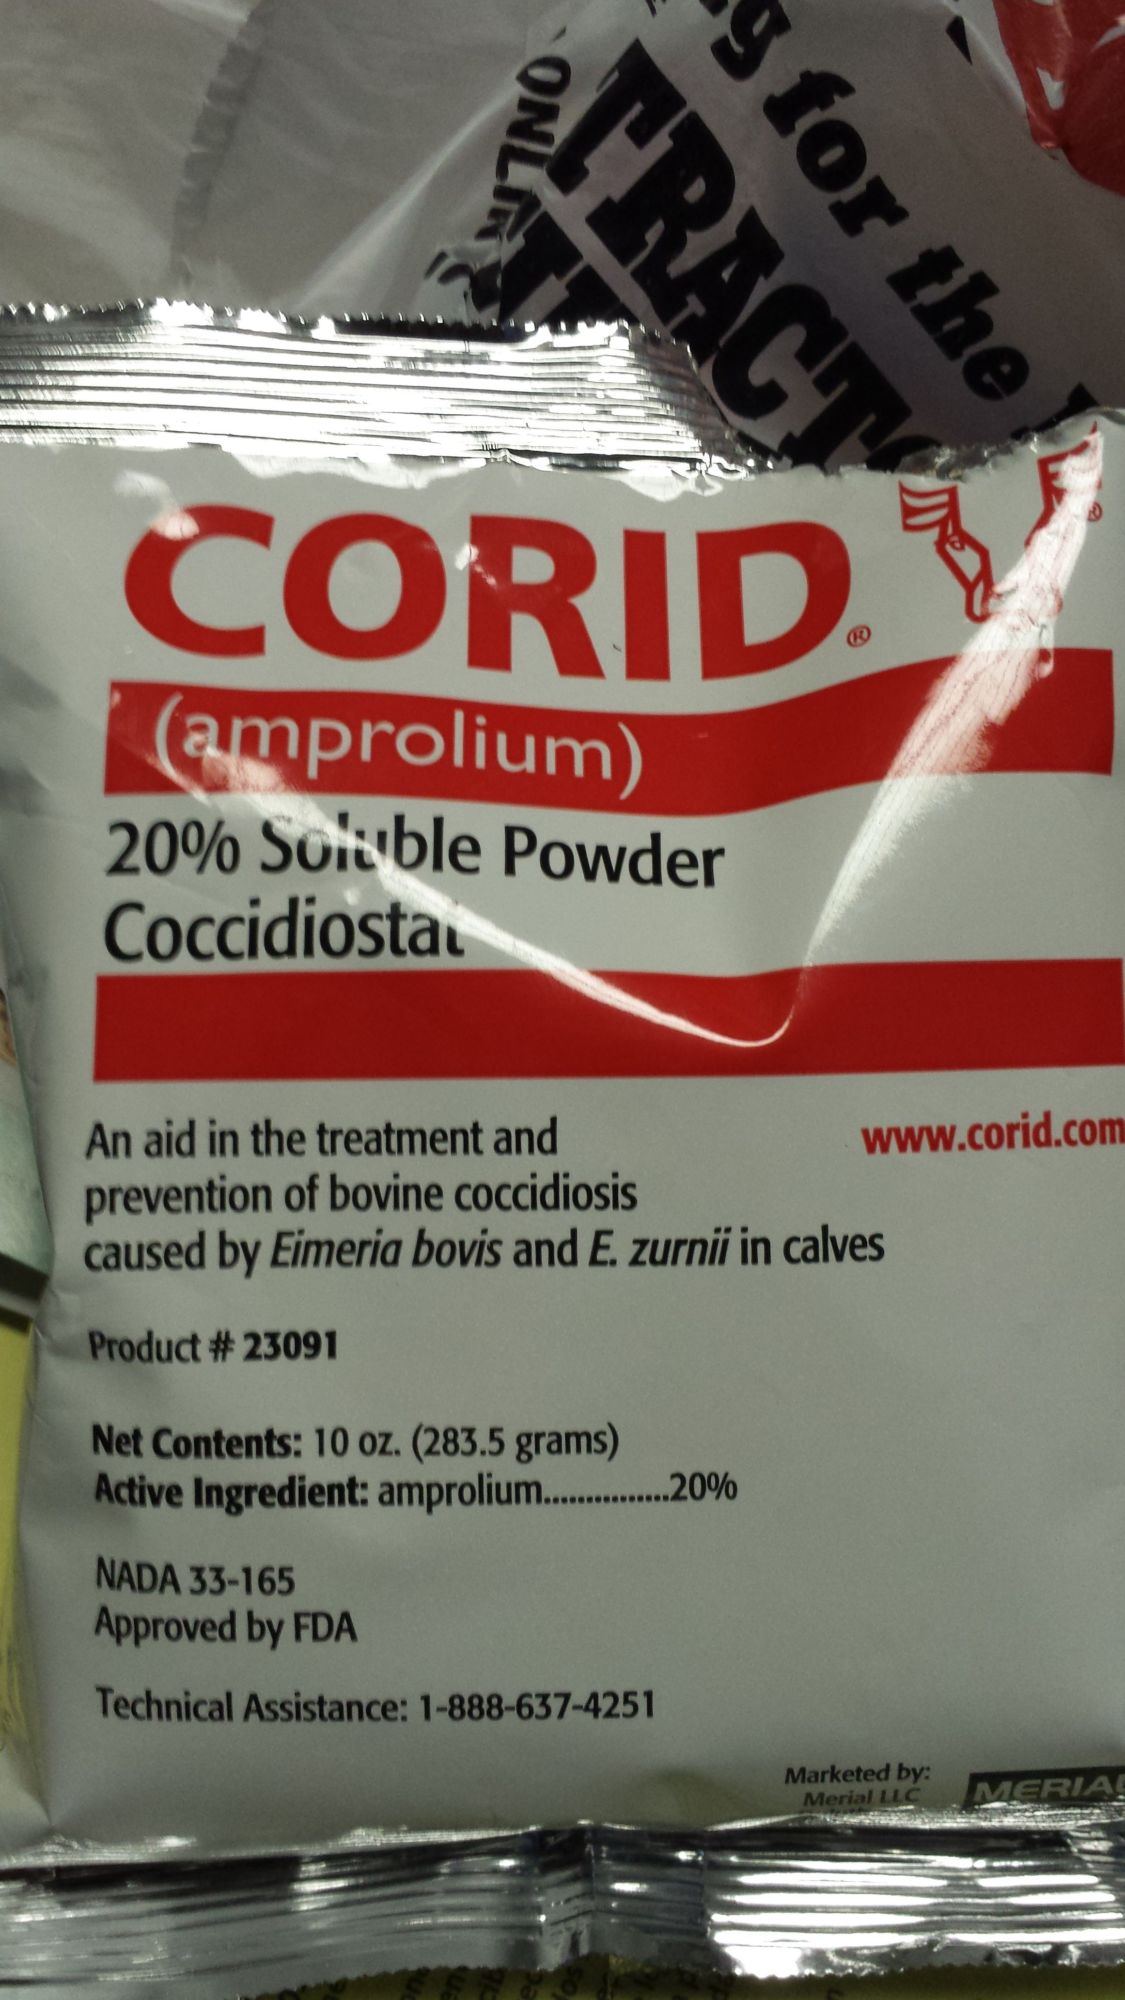 for the
ONLIN
TRACT
CORID®
(amprolium)
20% Soluble Powder
Coccidiostat
An aid in the treatment and
prevention of bovine coccidiosis
caused by Eimeria bovis and E. zurnii in calves
www.corid.com
Product # 23091
Net Contents: 10 oz. (283.5 grams)
Active Ingredient: amprolium...............20%
NADA 33-165
Approved by FDA
Technical Assistance: 1-888-637-4251
Marketed by:
Merial LLC
MERIAL